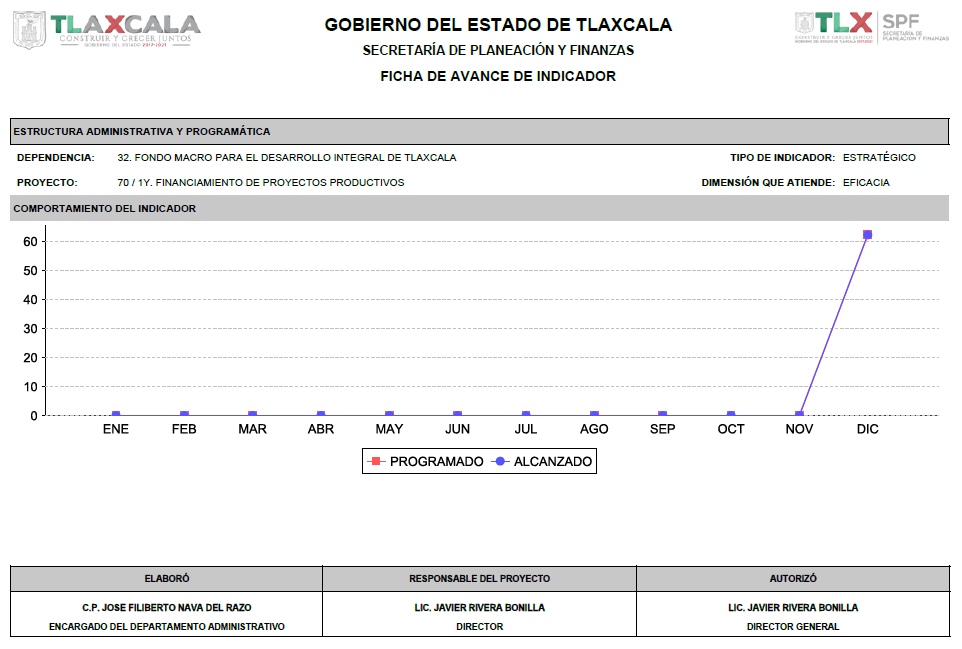 TLAXCALA
CONSTRUIR Y CRECER JUNTOS
GOBIERNO DEL ESTADO 2017-2021
GOBIERNO DEL ESTADO DE TLAXCALA
SECRETARÍA DE PLANEACIÓN Y FINANZAS
FICHA DE AVANCE DE INDICADOR
TLX
CONSTRUIR Y CRECER JUNTOS
SPF
SECRETARÍA DE
PLANEACIÓN Y FINANZAS
ESTRUCTURA ADMINISTRATIVA Y PROGRAMÁTICA
DEPENDENCIA: 32. FONDO MACRO PARA EL DESARROLLO INTEGRAL DE TLAXCALA TIPO DE INDICADOR: ESTRATÉGICO
PROYECTO: 70 / 1Y. FINANCIAMIENTO DE PROYECTOS PRODUCTIVOS DIMENSIÓN QUE ATIENDE: EFICACIA
COMPORTAMIENTO DEL INDICADOR
60
50
40
30
20
10
0
ENE FEB MAR ABR MAY JUN JUL AGO SEP OCT NOV DIC
PROGRAMADO ALCANZADO
ELABORÓ RESPONSABLE DEL PROYECTO AUTORIZÓ
C.P. JOSE FILIBERTO NAVA DEL RAZO LIC. JAVIER RIVERA BONILLA LIC. JAVIER RIVERA BONILLA
ENCARGADO DEL DEPARTAMENTO ADMINISTRATIVO DIRECTOR DIRECTOR GENERAL